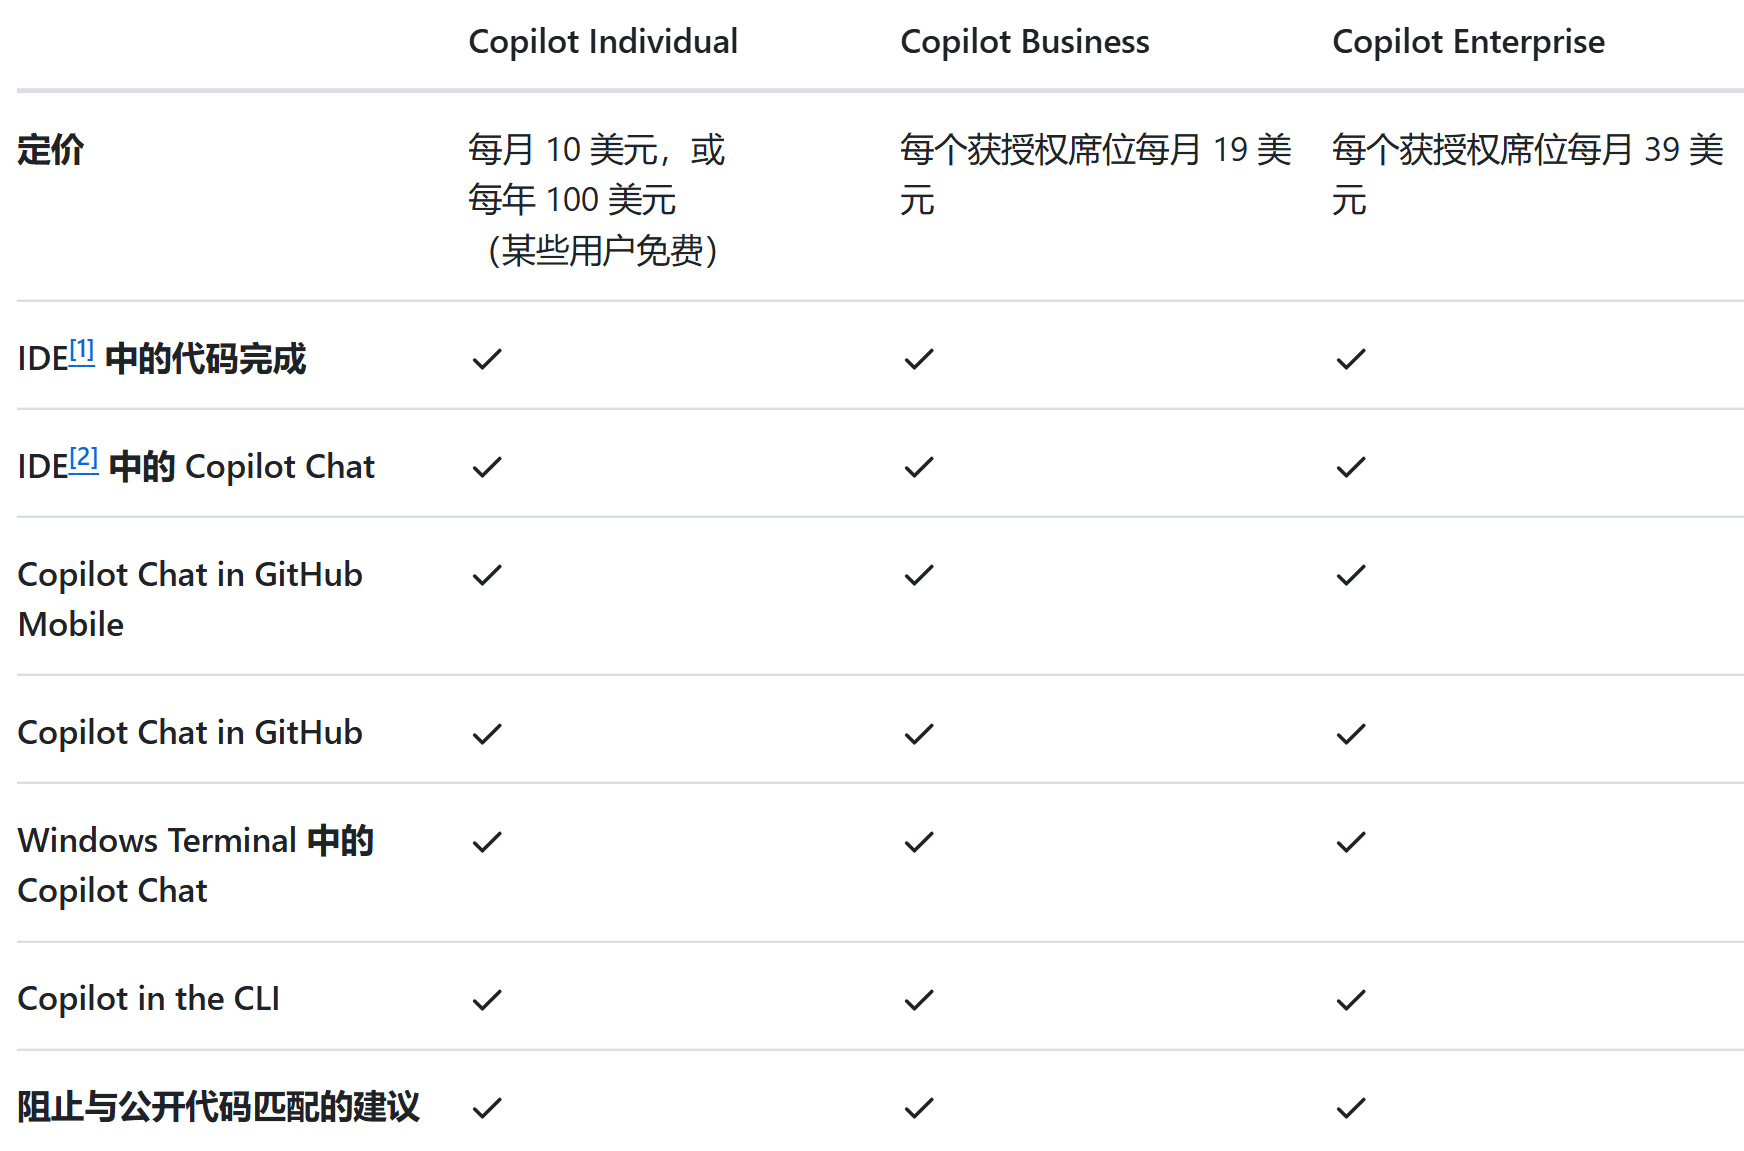 Copilot Individual Copilot Business Copilot Enterprise
定价 每月 10 美元，或 每个获授权席位每月 19 美 每个获授权席位每月 39 美
每年 100 美元 元 元
（某些用户免费）
IDE[1] 中的代码完成 ✓ ✓ ✓
IDE[2] 中的 Copilot Chat ✓ ✓ ✓
Copilot Chat in GitHub ✓ ✓ ✓
Mobile
Copilot Chat in GitHub ✓ ✓ ✓
Windows Terminal 中的 ✓ ✓ ✓
Copilot Chat
Copilot in the CLI ✓ ✓ ✓
阻止与公开代码匹配的建议 ✓ ✓ ✓